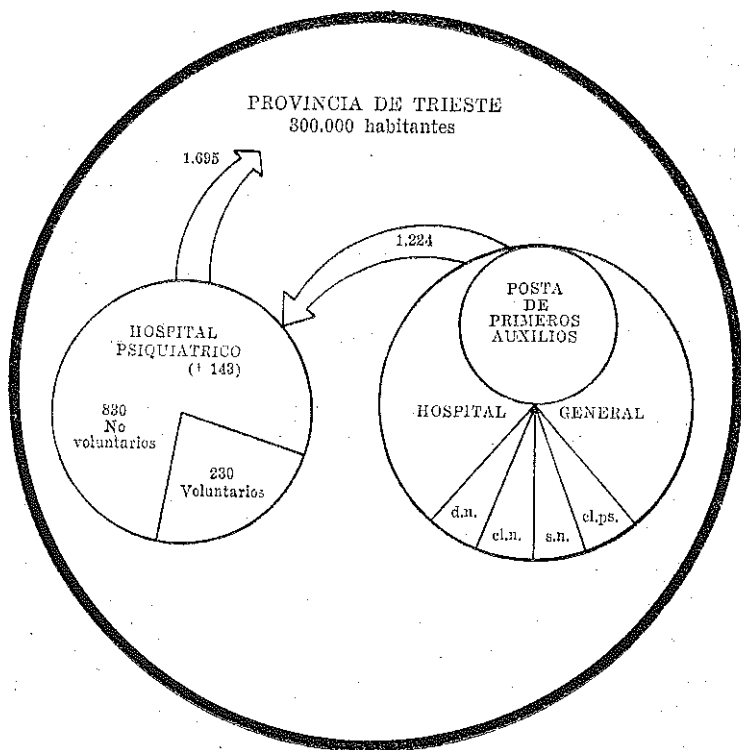 PROVINCIA DE TRIESTE
300.000 habitantes
1.695
1.224
POSTA
DE
PRIMEROS
AUXILIOS
HOSPITAL
PSIQUIATRICO
(† 143)
830
No
voluntarios
230
Voluntarios
HOSPITAL GENERAL
d.n.
cl.n.
s.n.
cl.ps.